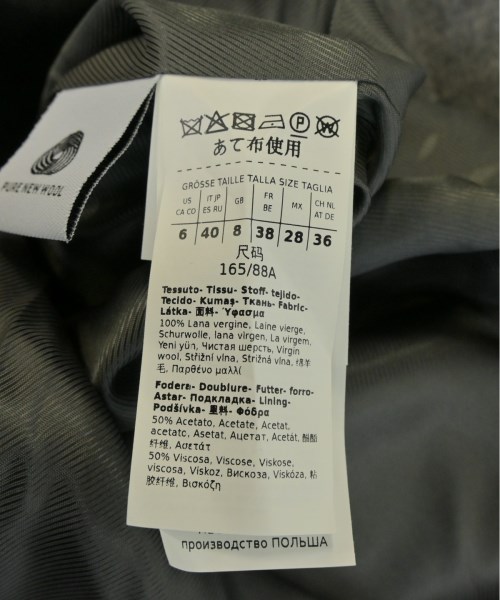 PURE NEW WOOL
P W
あて布使用
GRÖSSE TAILLE TALLA SIZE TAGLIA
US CA CO
IT JP ES RU
GB
FR BE
MX
CH NL AT DE
6 40 8 38 28 36
尺码
165/88A
Tessuto- Tissu- Stoff- tejido-
Tecido- Kumaş- Ткань- Fabric-
Látka- 面料- Ύφασμα
100% Lana vergine, Laine vierge,
Schurwolle, lana virgen, La virgem,
Yeni yün, Чистая шерсть, Virgin
wool, Střižní vlna, Strižná vlna, 绵羊
毛, Παρθένο μαλλί
Fodera- Doublure- Futter- forro-
Astar- Подкладка- Lining-
Podšívka- 里料- Φόδρα
50% Acetato, Acetate, Acetat,
acetato, Asetat, Ацетат, Acetát, 醋酯
纤维, Ασετάτ
50% Viscosa, Viscose, Viskose,
viscosa, Viskoz, Вискоза, Viskóza, 粘
胶纤维, Βισκόζη
производство ПОЛЬША